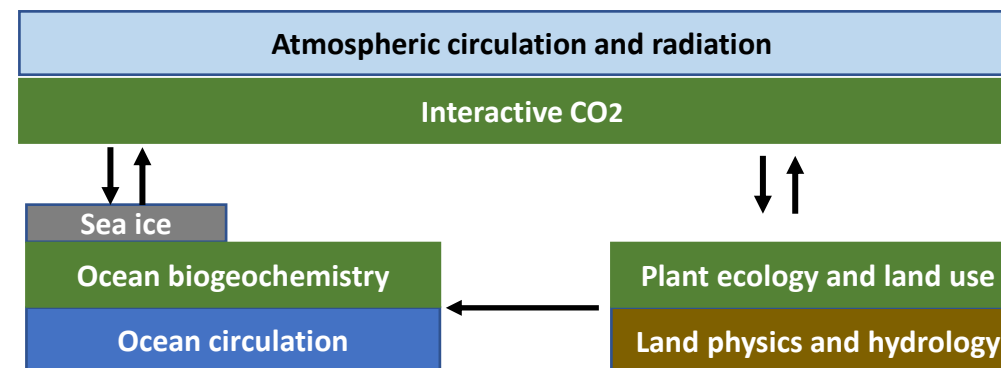 Atmospheric circulation and radiation
Interactive CO2
Sea ice
Ocean biogeochemistry
Plant ecology and land use
Ocean circulation
Land physics and hydrology